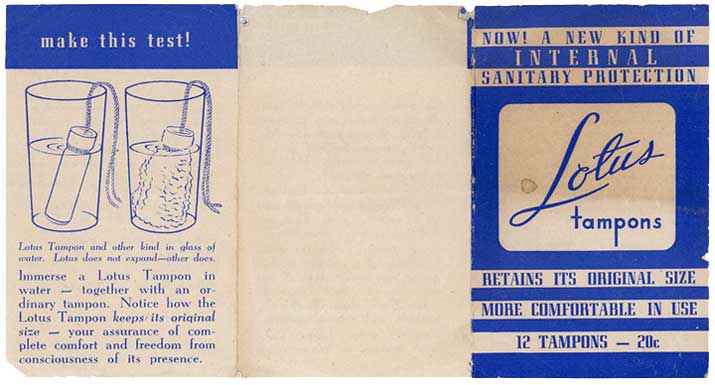 make this test!
Lotus Tampon and other kind in glass of
water. Lotus does not expand—other does.
Immerse a Lotus Tampon in
water — together with an or-
dinary tampon. Notice how the
Lotus Tampon keeps its original
size — your assurance of com-
plete comfort and freedom from
consciousness of its presence.
NOW! A NEW KIND OF
INTERNAL
SANITARY PROTECTION
Lotus
tampons
RETAINS ITS ORIGINAL SIZE
MORE COMFORTABLE IN USE
12 TAMPONS — 20c